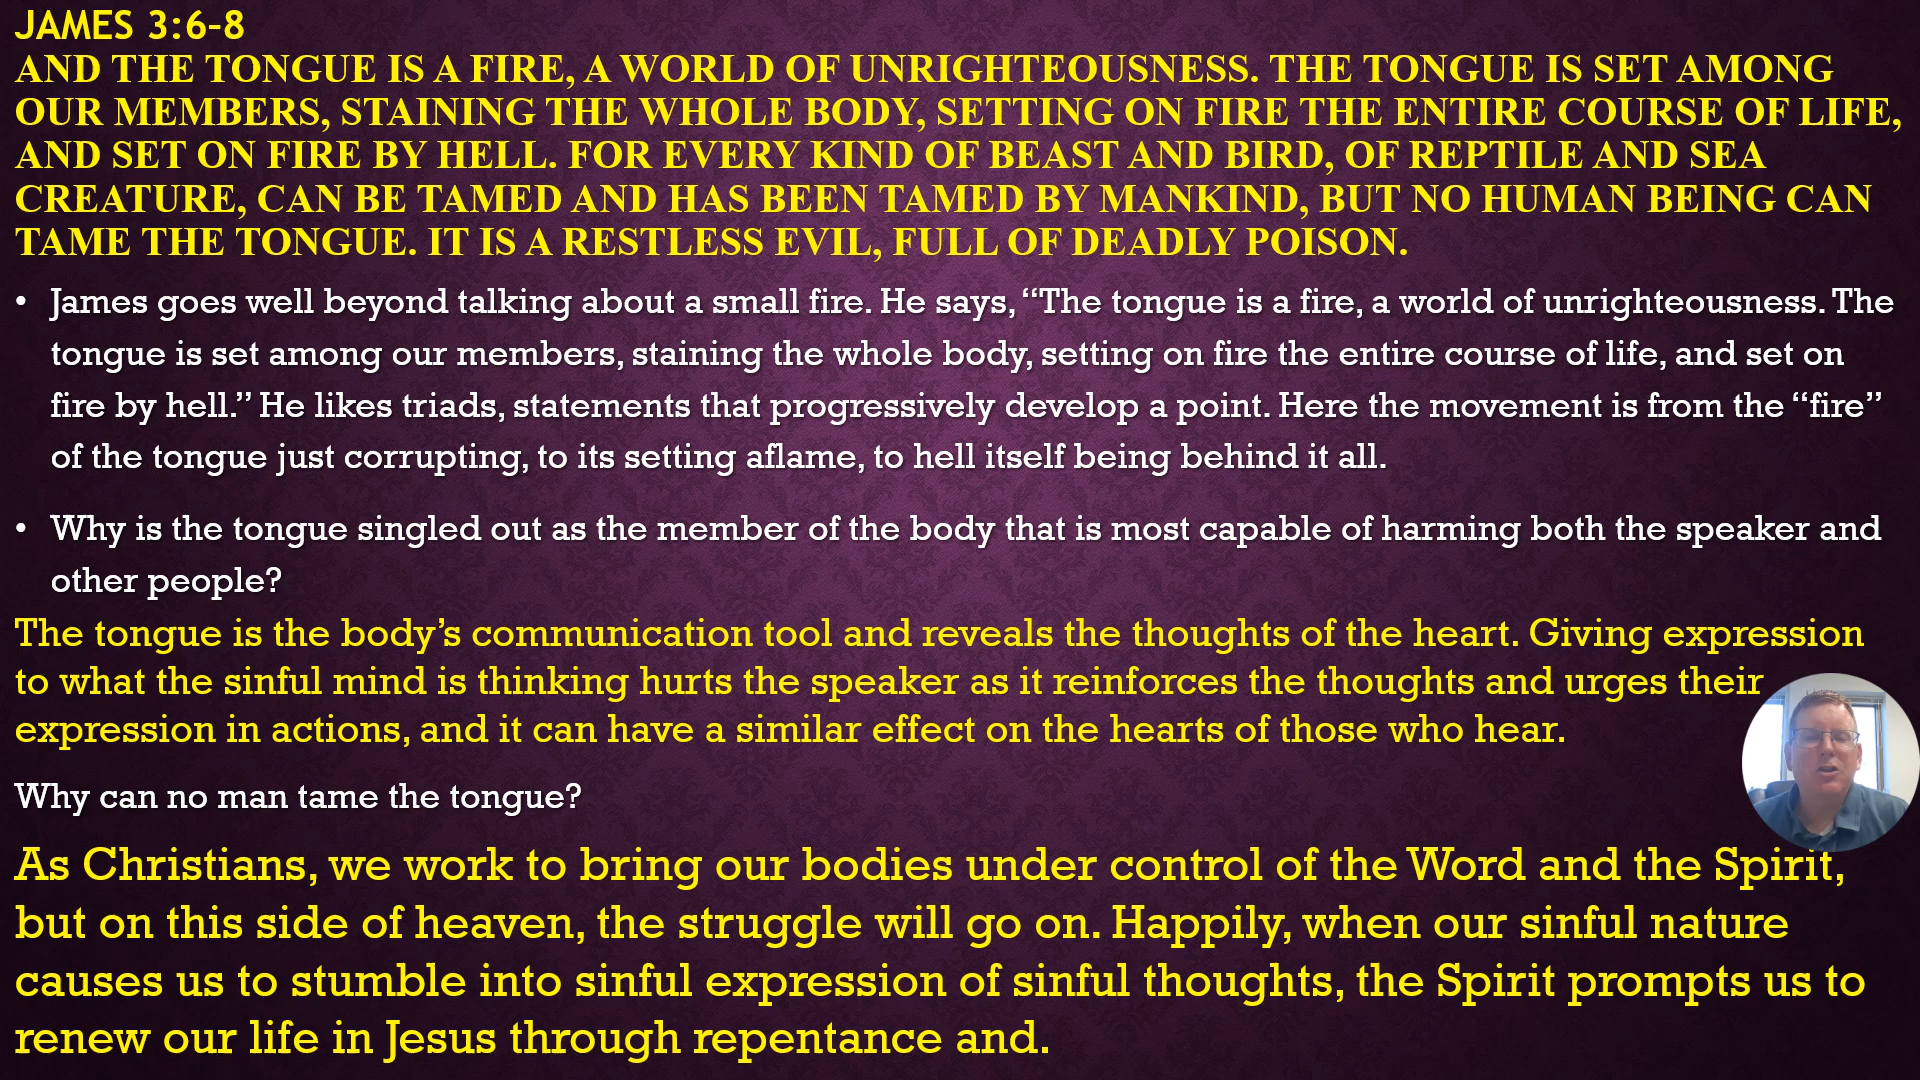 JAMES 3:6-8
AND THE TONGUE IS A FIRE, A WORLD OF UNRIGHTEOUSNESS. THE TONGUE IS SET AMONG
OUR MEMBERS, STAINING THE WHOLE BODY, SETTING ON FIRE THE ENTIRE COURSE OF LIFE,
AND SET ON FIRE BY HELL. FOR EVERY KIND OF BEAST AND BIRD, OF REPTILE AND SEA
CREATURE, CAN BE TAMED AND HAS BEEN TAMED BY MANKIND, BUT NO HUMAN BEING CAN
TAME THE TONGUE. IT IS A RESTLESS EVIL, FULL OF DEADLY POISON.
• James goes well beyond talking about a small fire. He says, “The tongue is a fire, a world of unrighteousness. The
tongue is set among our members, staining the whole body, setting on fire the entire course of life, and set on
fire by hell.” He likes triads, statements that progressively develop a point. Here the movement is from the “fire”
of the tongue just corrupting, to its setting aflame, to hell itself being behind it all.
• Why is the tongue singled out as the member of the body that is most capable of harming both the speaker and
other people?
The tongue is the body’s communication tool and reveals the thoughts of the heart. Giving expression
to what the sinful mind is thinking hurts the speaker as it reinforces the thoughts and urges their
expression in actions, and it can have a similar effect on the hearts of those who hear.
Why can no man tame the tongue?
As Christians, we work to bring our bodies under control of the Word and the Spirit,
but on this side of heaven, the struggle will go on. Happily, when our sinful nature
causes us to stumble into sinful expression of sinful thoughts, the Spirit prompts us to
renew our life in Jesus through repentance and.